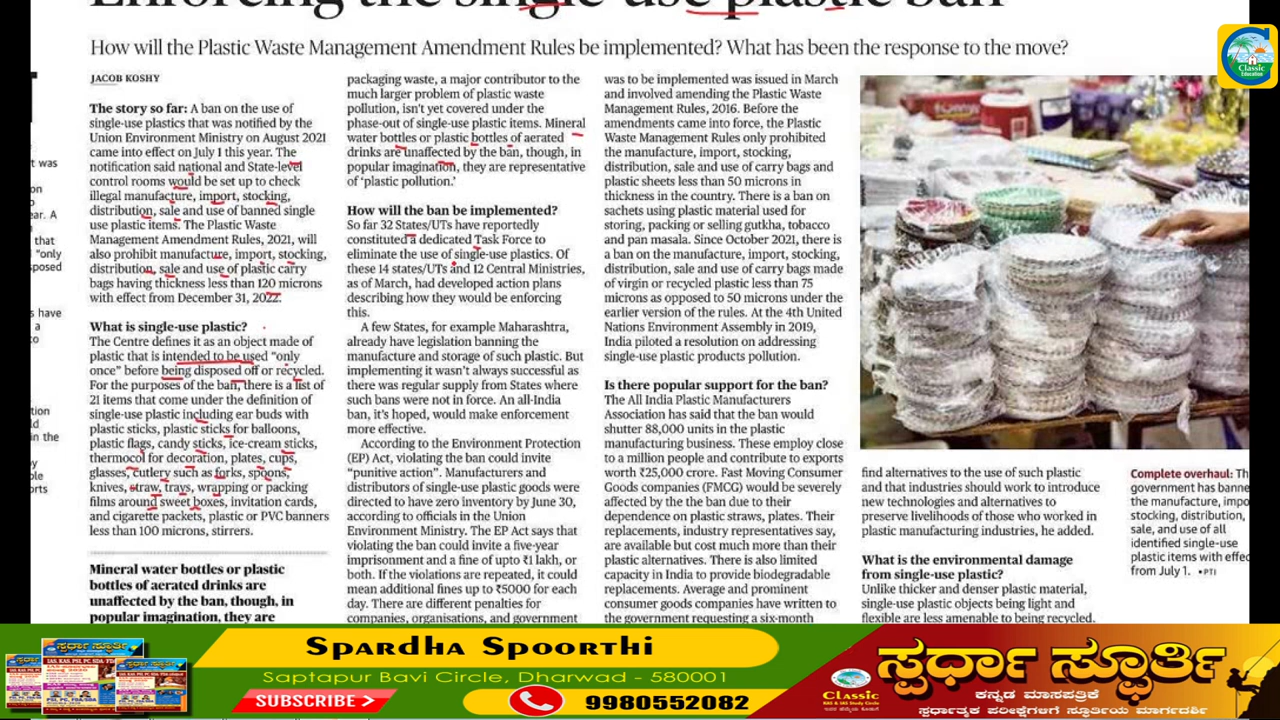 Enforcing the single-use plastic ban
How will the Plastic Waste Management Amendment Rules be implemented? What has been the response to the move?
JACOB KOSHY
The story so far: A ban on the use of
single-use plastics that was notified by the
Union Environment Ministry on August 2021
came into effect on July 1 this year. The
notification said national and State-level
control rooms would be set up to check
illegal manufacture, import, stocking,
distribution, sale and use of banned single
use plastic items. The Plastic Waste
Management Amendment Rules, 2021, will
also prohibit manufacture, import, stocking,
distribution, sale and use of plastic carry
bags having thickness less than 120 microns
with effect from December 31, 2022.
What is single-use plastic?
The Centre defines it as an object made of
plastic that is intended to be used "only
once" before being disposed off or recycled.
For the purposes of the ban, there is a list of
21 items that come under the definition of
single-use plastic including ear buds with
plastic sticks, plastic sticks for balloons,
plastic flags, candy sticks, ice-cream sticks,
thermocol for decoration, plates, cups,
glasses, cutlery such as forks, spoons,
knives, straw, trays, wrapping or packing
films around sweet boxes, invitation cards,
and cigarette packets, plastic or PVC banners
less than 100 microns, stirrers.
Mineral water bottles or plastic
bottles of aerated drinks are
unaffected by the ban, though, in
popular imagination, they are
packaging waste, a major contributor to the
much larger problem of plastic waste
pollution, isn't yet covered under the
phase-out of single-use plastic items. Mineral
water bottles or plastic bottles of aerated
drinks are unaffected by the ban, though, in
popular imagination, they are representative
of 'plastic pollution.'
How will the ban be implemented?
So far 32 States/UTs have reportedly
constituted a dedicated Task Force to
eliminate the use of single-use plastics. Of
these 14 states/UTs and 12 Central Ministries,
as of March, had developed action plans
describing how they would be enforcing
this.
A few States, for example Maharashtra,
already have legislation banning the
manufacture and storage of such plastic. But
implementing it wasn't always successful as
there was regular supply from States where
such bans were not in force. An all-India
ban, it's hoped, would make enforcement
more effective.
According to the Environment Protection
(EP) Act, violating the ban could invite
"punitive action". Manufacturers and
distributors of single-use plastic goods were
directed to have zero inventory by June 30,
according to officials in the Union
Environment Ministry. The EP Act says that
violating the ban could invite a five-year
imprisonment and a fine of upto ₹1 lakh, or
both. If the violations are repeated, it could
mean additional fines up to ₹5000 for each
day. There are different penalties for
companies, organisations, and government
was to be implemented was issued in March
and involved amending the Plastic Waste
Management Rules, 2016. Before the
amendments came into force, the Plastic
Waste Management Rules only prohibited
the manufacture, import, stocking,
distribution, sale and use of carry bags and
plastic sheets less than 50 microns in
thickness in the country. There is a ban on
sachets using plastic material used for
storing, packing or selling gutkha, tobacco
and pan masala. Since October 2021, there is
a ban on the manufacture, import, stocking,
distribution, sale and use of carry bags made
of virgin or recycled plastic less than 75
microns as opposed to 50 microns under the
earlier version of the rules. At the 4th United
Nations Environment Assembly in 2019,
India piloted a resolution on addressing
single-use plastic products pollution.
Is there popular support for the ban?
The All India Plastic Manufacturers
Association has said that the ban would
shutter 88,000 units in the plastic
manufacturing business. These employ close
to a million people and contribute to exports
worth ₹25,000 crore. Fast Moving Consumer
Goods companies (FMCG) would be severely
affected by the the ban due to their
dependence on plastic straws, plates. Their
replacements, industry representatives say,
are available but cost much more than their
plastic alternatives. There is also limited
capacity in India to provide biodegradable
replacements. Average and prominent
consumer goods companies have written to
the government requesting a six-month
find alternatives to the use of such plastic
and that industries should work to introduce
new technologies and alternatives to
preserve livelihoods of those who worked in
plastic manufacturing industries, he added.
What is the environmental damage
from single-use plastic?
Unlike thicker and denser plastic material,
single-use plastic objects being light and
flexible are less amenable to being recycled.
Complete overhaul: Th
government has banne
the manufacture, impo
stocking, distribution,
sale, and use of all
identified single-use
plastic items with effec
from July 1. • PTI
Classic
Education
Spardha Spoorthi
Saptapur Bavi Circle, Dharwad - 580001
SUBSCRIBE
9980552082
Classic
KAS & IAS Study Circle
ಸ್ಪರ್ಧಾ ಸ್ಫೂರ್ತಿ
ಕನ್ನಡ ಮಾಸಪತ್ರಿಕೆ
ಸ್ಪರ್ಧಾತ್ಮಕ ಪರೀಕ್ಷೆಗಳಿಗೆ ಸ್ಫೂರ್ತಿಯ ಮಾರ್ಗದರ್ಶಿ